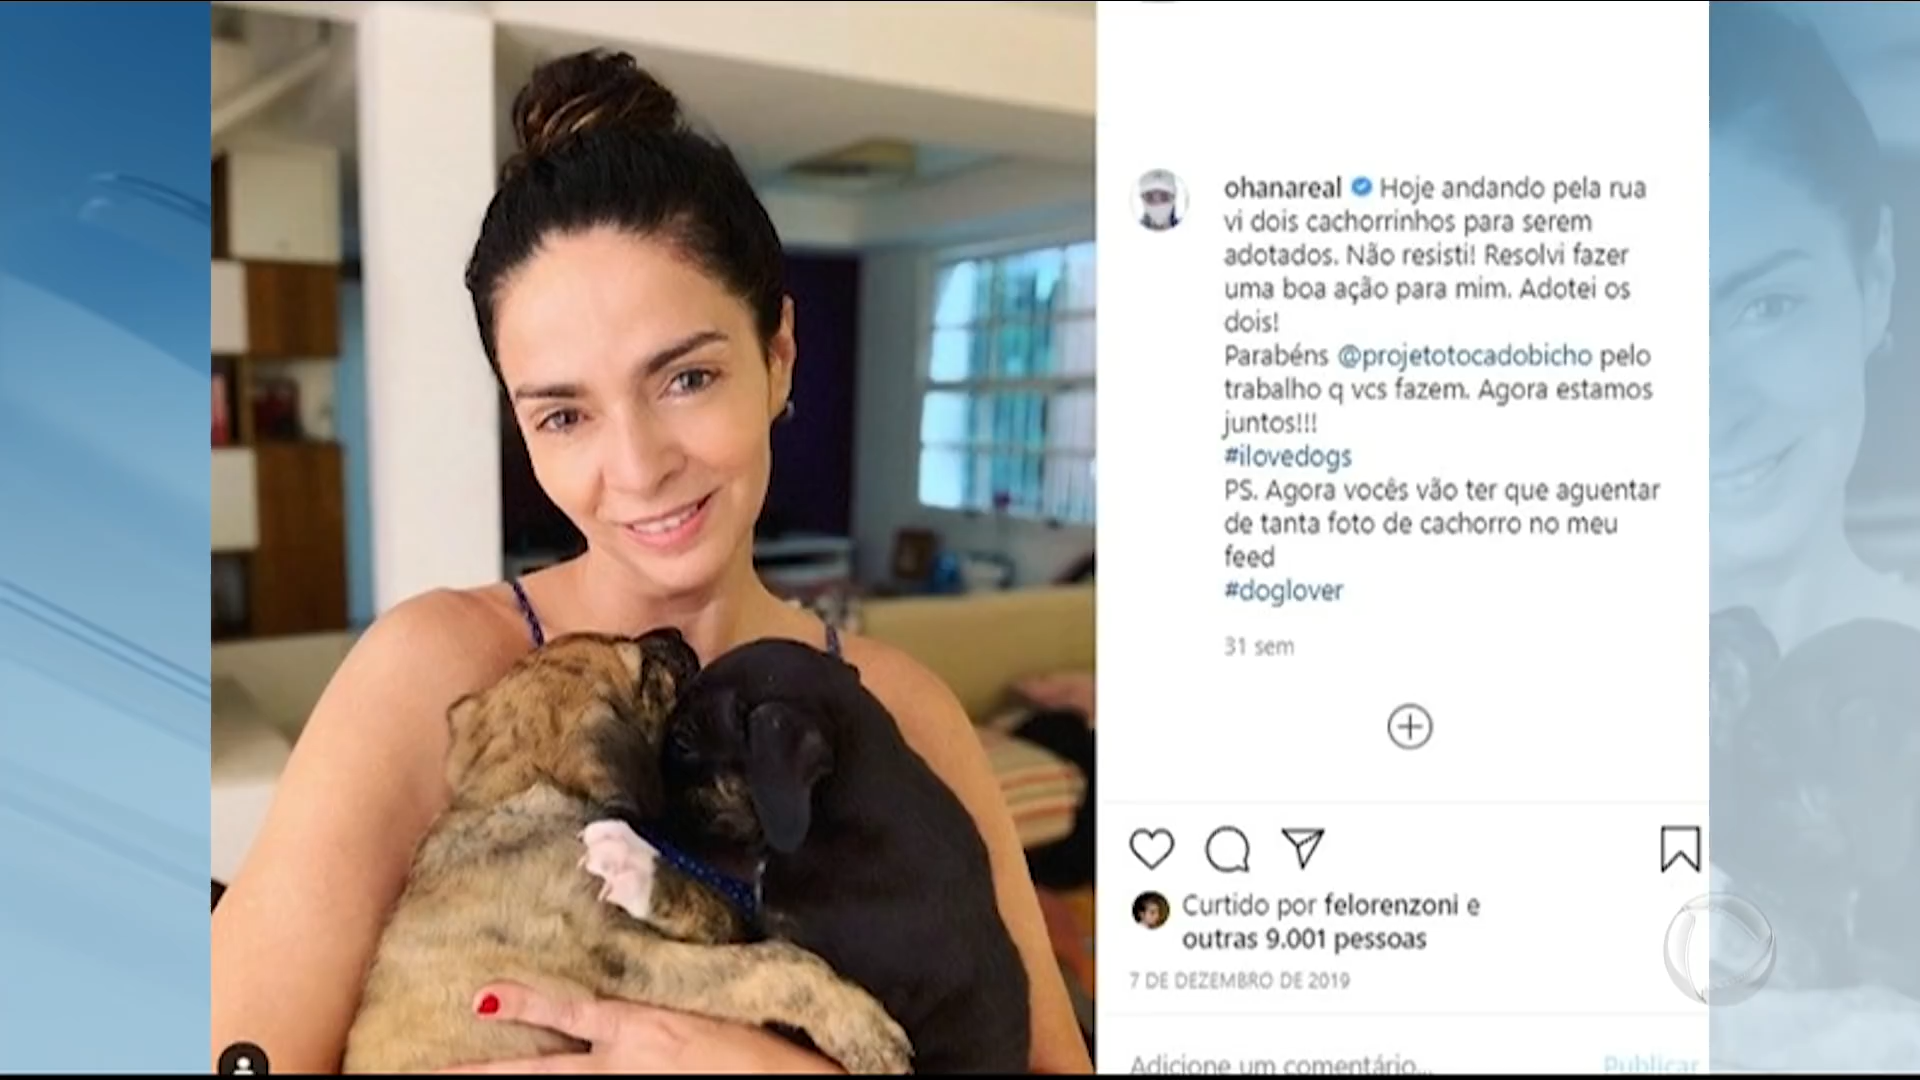 ohanareal Hoje andando pela rua
vi dois cachorrinhos para serem
adotados. Não resisti! Resolvi fazer
uma boa ação para mim. Adotei os
dois!
Parabéns @projetotocadobicho pelo
trabalho q vcs fazem. Agora estamos
juntos!!!
#ilovedogs
PS. Agora vocês vão ter que aguentar
de tanta foto de cachorro no meu
feed
#doglover
31 sem
Curtido por felorenzoni e
outras 9.001 pessoas
7 DE DEZEMBRO DE 2019
Adicione um comentário...
Publicar